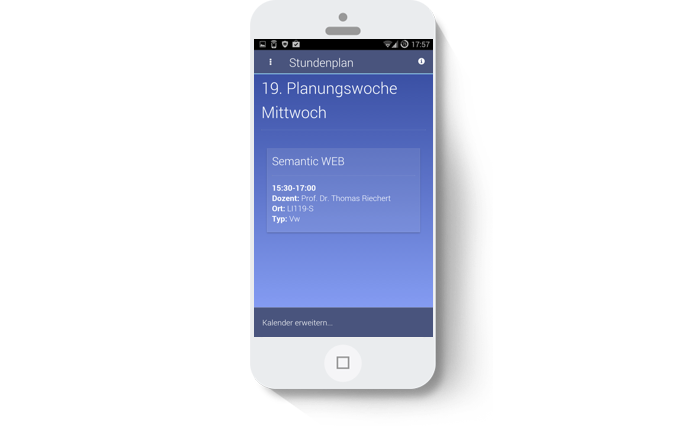 17:57
Stundenplan
19. Planungswoche
Mittwoch
Semantic WEB
15:30-17:00
Dozent: Prof. Dr. Thomas Riechert
Ort: LI119-S
Typ: Vw
Kalender erweitern...